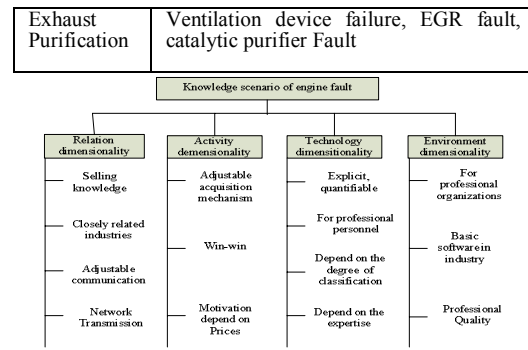 Exhaust Ventilation device failure, EGR fault,
Purification catalytic purifier Fault
Knowledge scenario of engine fault
Relation
dimensionality
Selling
knowledge
Closely related
industries
Adjustable
communication
Network
Transmission
Activity
demensionality
Adjustable
acquisition
mechanism
Win-win
Motivation
depend on
Prices
Technology
dimensitionality
Explicit,
quantifiable
For professional
personnel
Depend on the
degree of
classification
Depend on the
expertise
Environment
dimensionality
For
professional
organizations
Basic
software in
industry
Professional
Quality